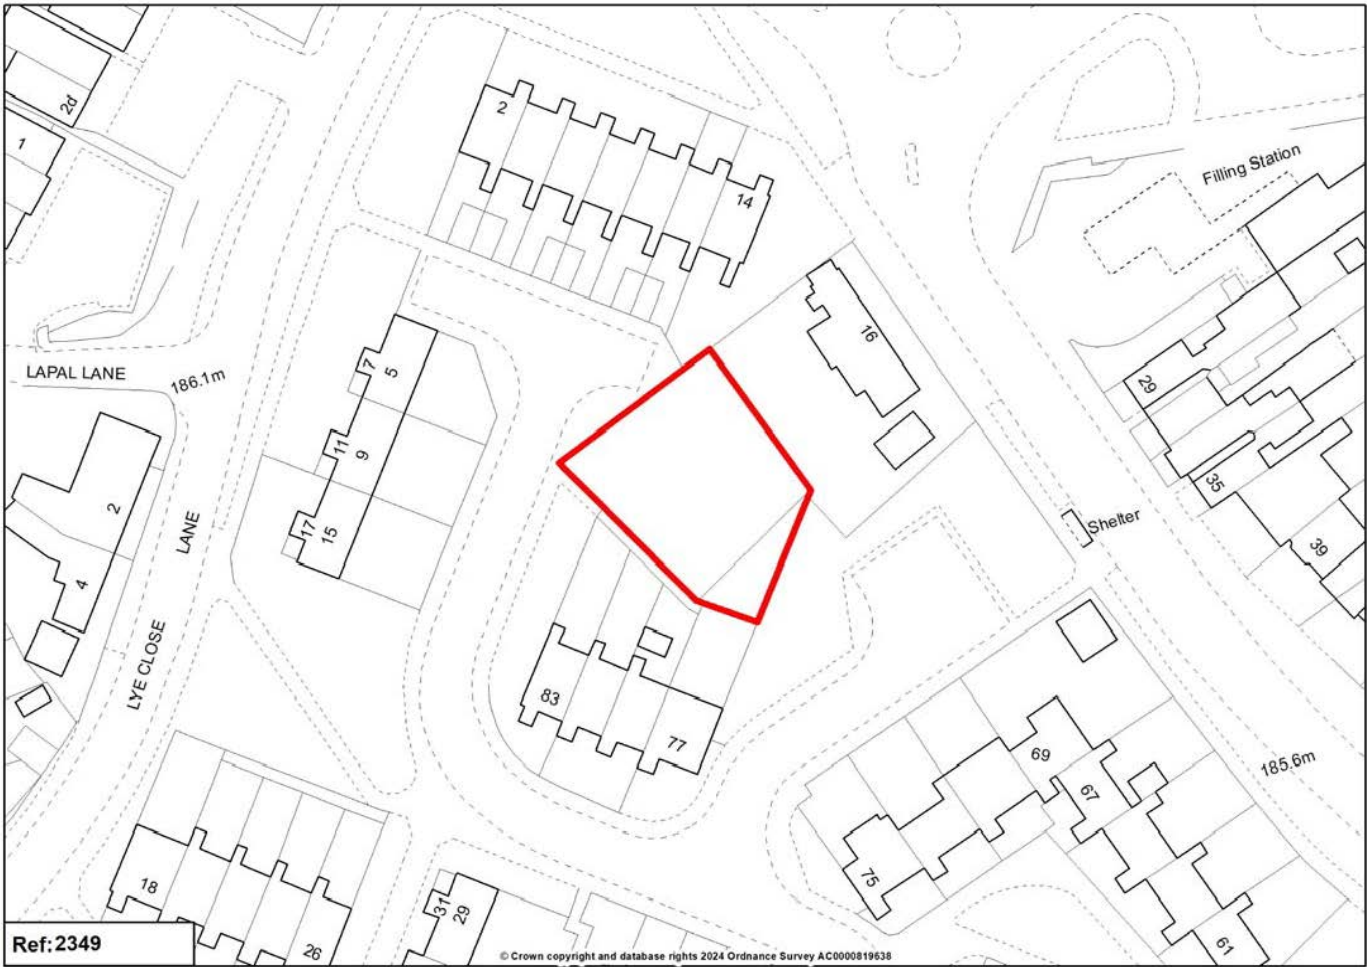 2d
1
2
14
Filling Station
16
LAPAL LANE
186.1m
7
5
29
11
9
35
2
LANE
17
15
Shelter
39
4
LYE CLOSE
83
77
69
67
185.6m
75
18
31
29
26
61
Ref:2349
© Crown copyright and database rights 2024 Ordnance Survey AC0000819638